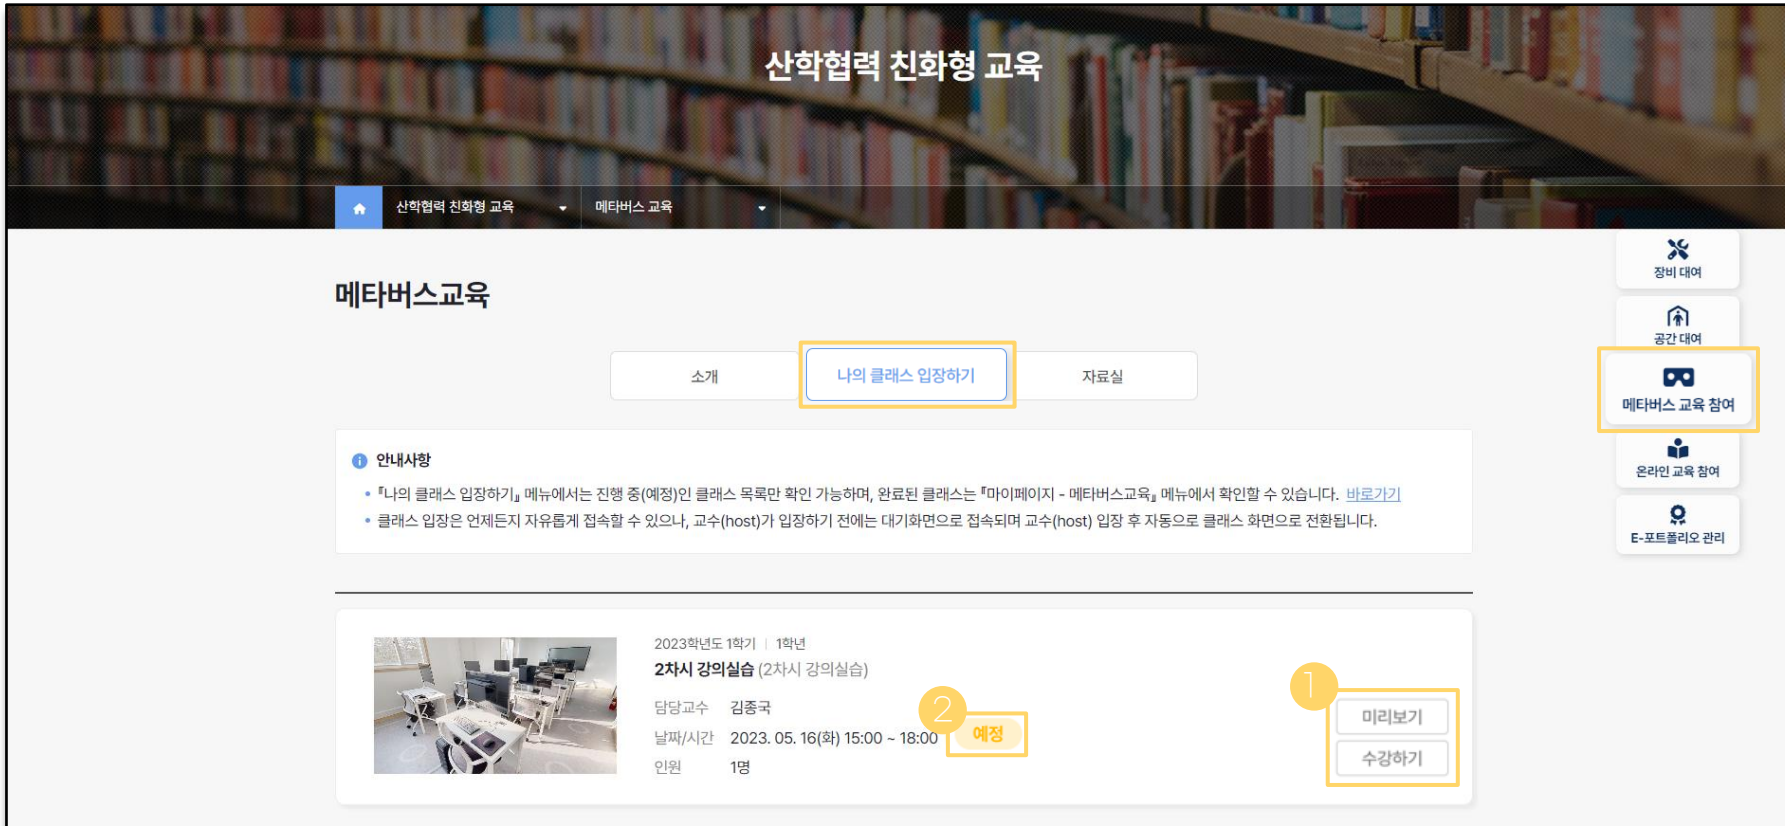 산학협력 친화형 교육
산학협력 친화형 교육
메타버스 교육
장비 대여
공간 대여
메타버스 교육 참여
온라인 교육 참여
E-포트폴리오 관리
메타버스교육
소개
나의 클래스 입장하기
자료실
안내사항
• 『나의 클래스 입장하기』 메뉴에서는 진행 중(예정)인 클래스 목록만 확인 가능하며, 완료된 클래스는 『마이페이지 - 메타버스교육』 메뉴에서 확인할 수 있습니다. 바로가기
• 클래스 입장은 언제든지 자유롭게 접속할 수 있으나, 교수(host)가 입장하기 전에는 대기화면으로 접속되며 교수(host) 입장 후 자동으로 클래스 화면으로 전환됩니다.
2023학년도 1학기 | 1학년
2차시 강의실습 (2차시 강의실습)
담당교수 김종국
날짜/시간 2023. 05. 16(화) 15:00 ~ 18:00
2
예정
인원 1명
1
미리보기
수강하기